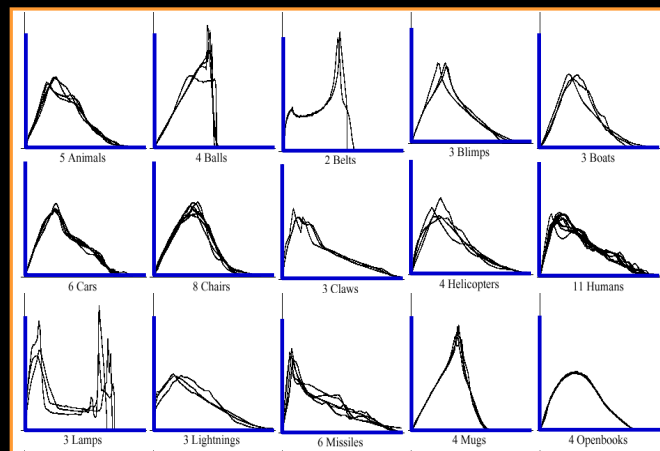 5 Animals
4 Balls
2 Belts
3 Blimps
3 Boats
6 Cars
8 Chairs
3 Claws
4 Helicopters
11 Humans
3 Lamps
3 Lightnings
6 Missiles
4 Mugs
4 Openbooks